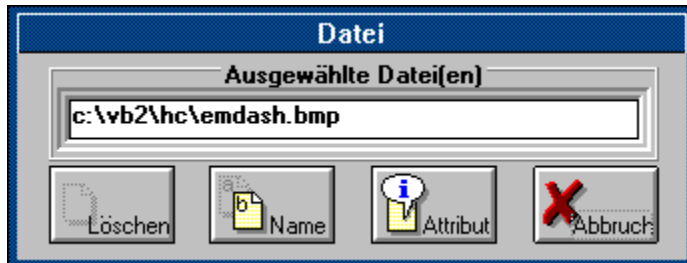 Datei
Ausgewählte Datei(en)
c:\vb2\hc\emdash.bmp
Löschen
a
b
Name
i
Attribut
Abbruch